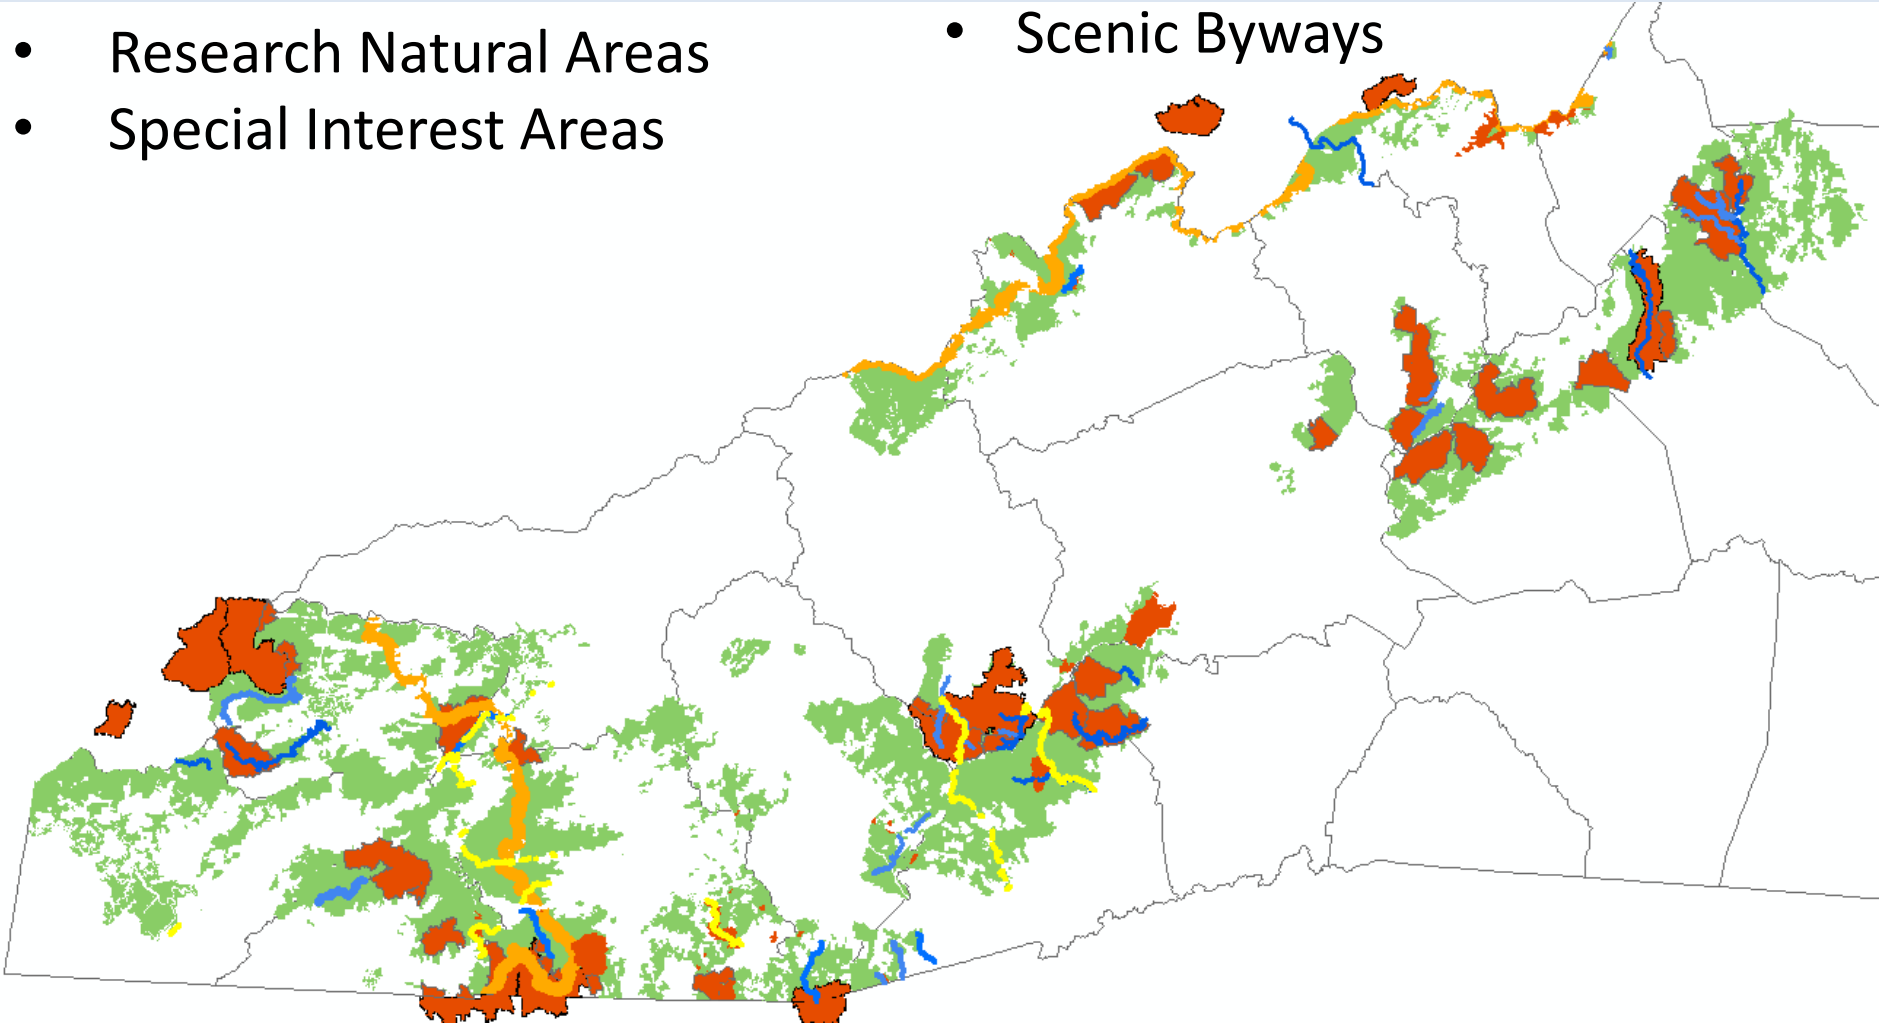 • Research Natural Areas
• Special Interest Areas
• Scenic Byways